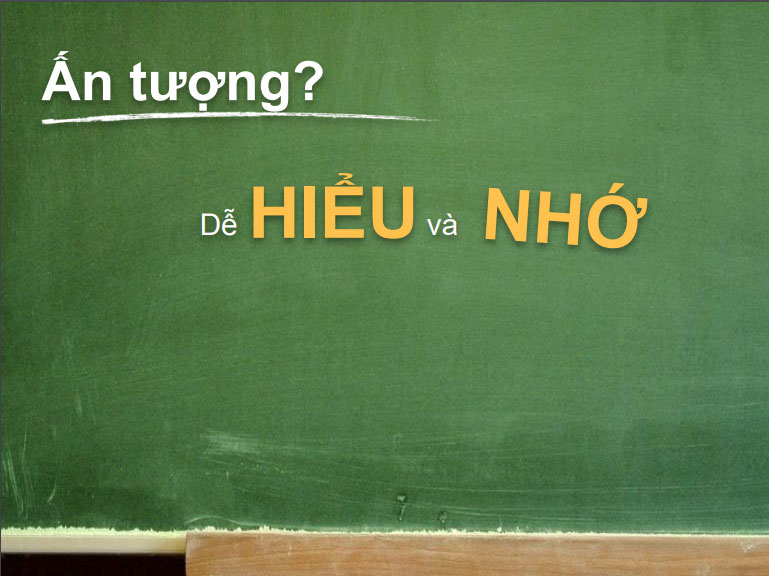 Ấn tượng?
Dễ HIỂU và NHỚ